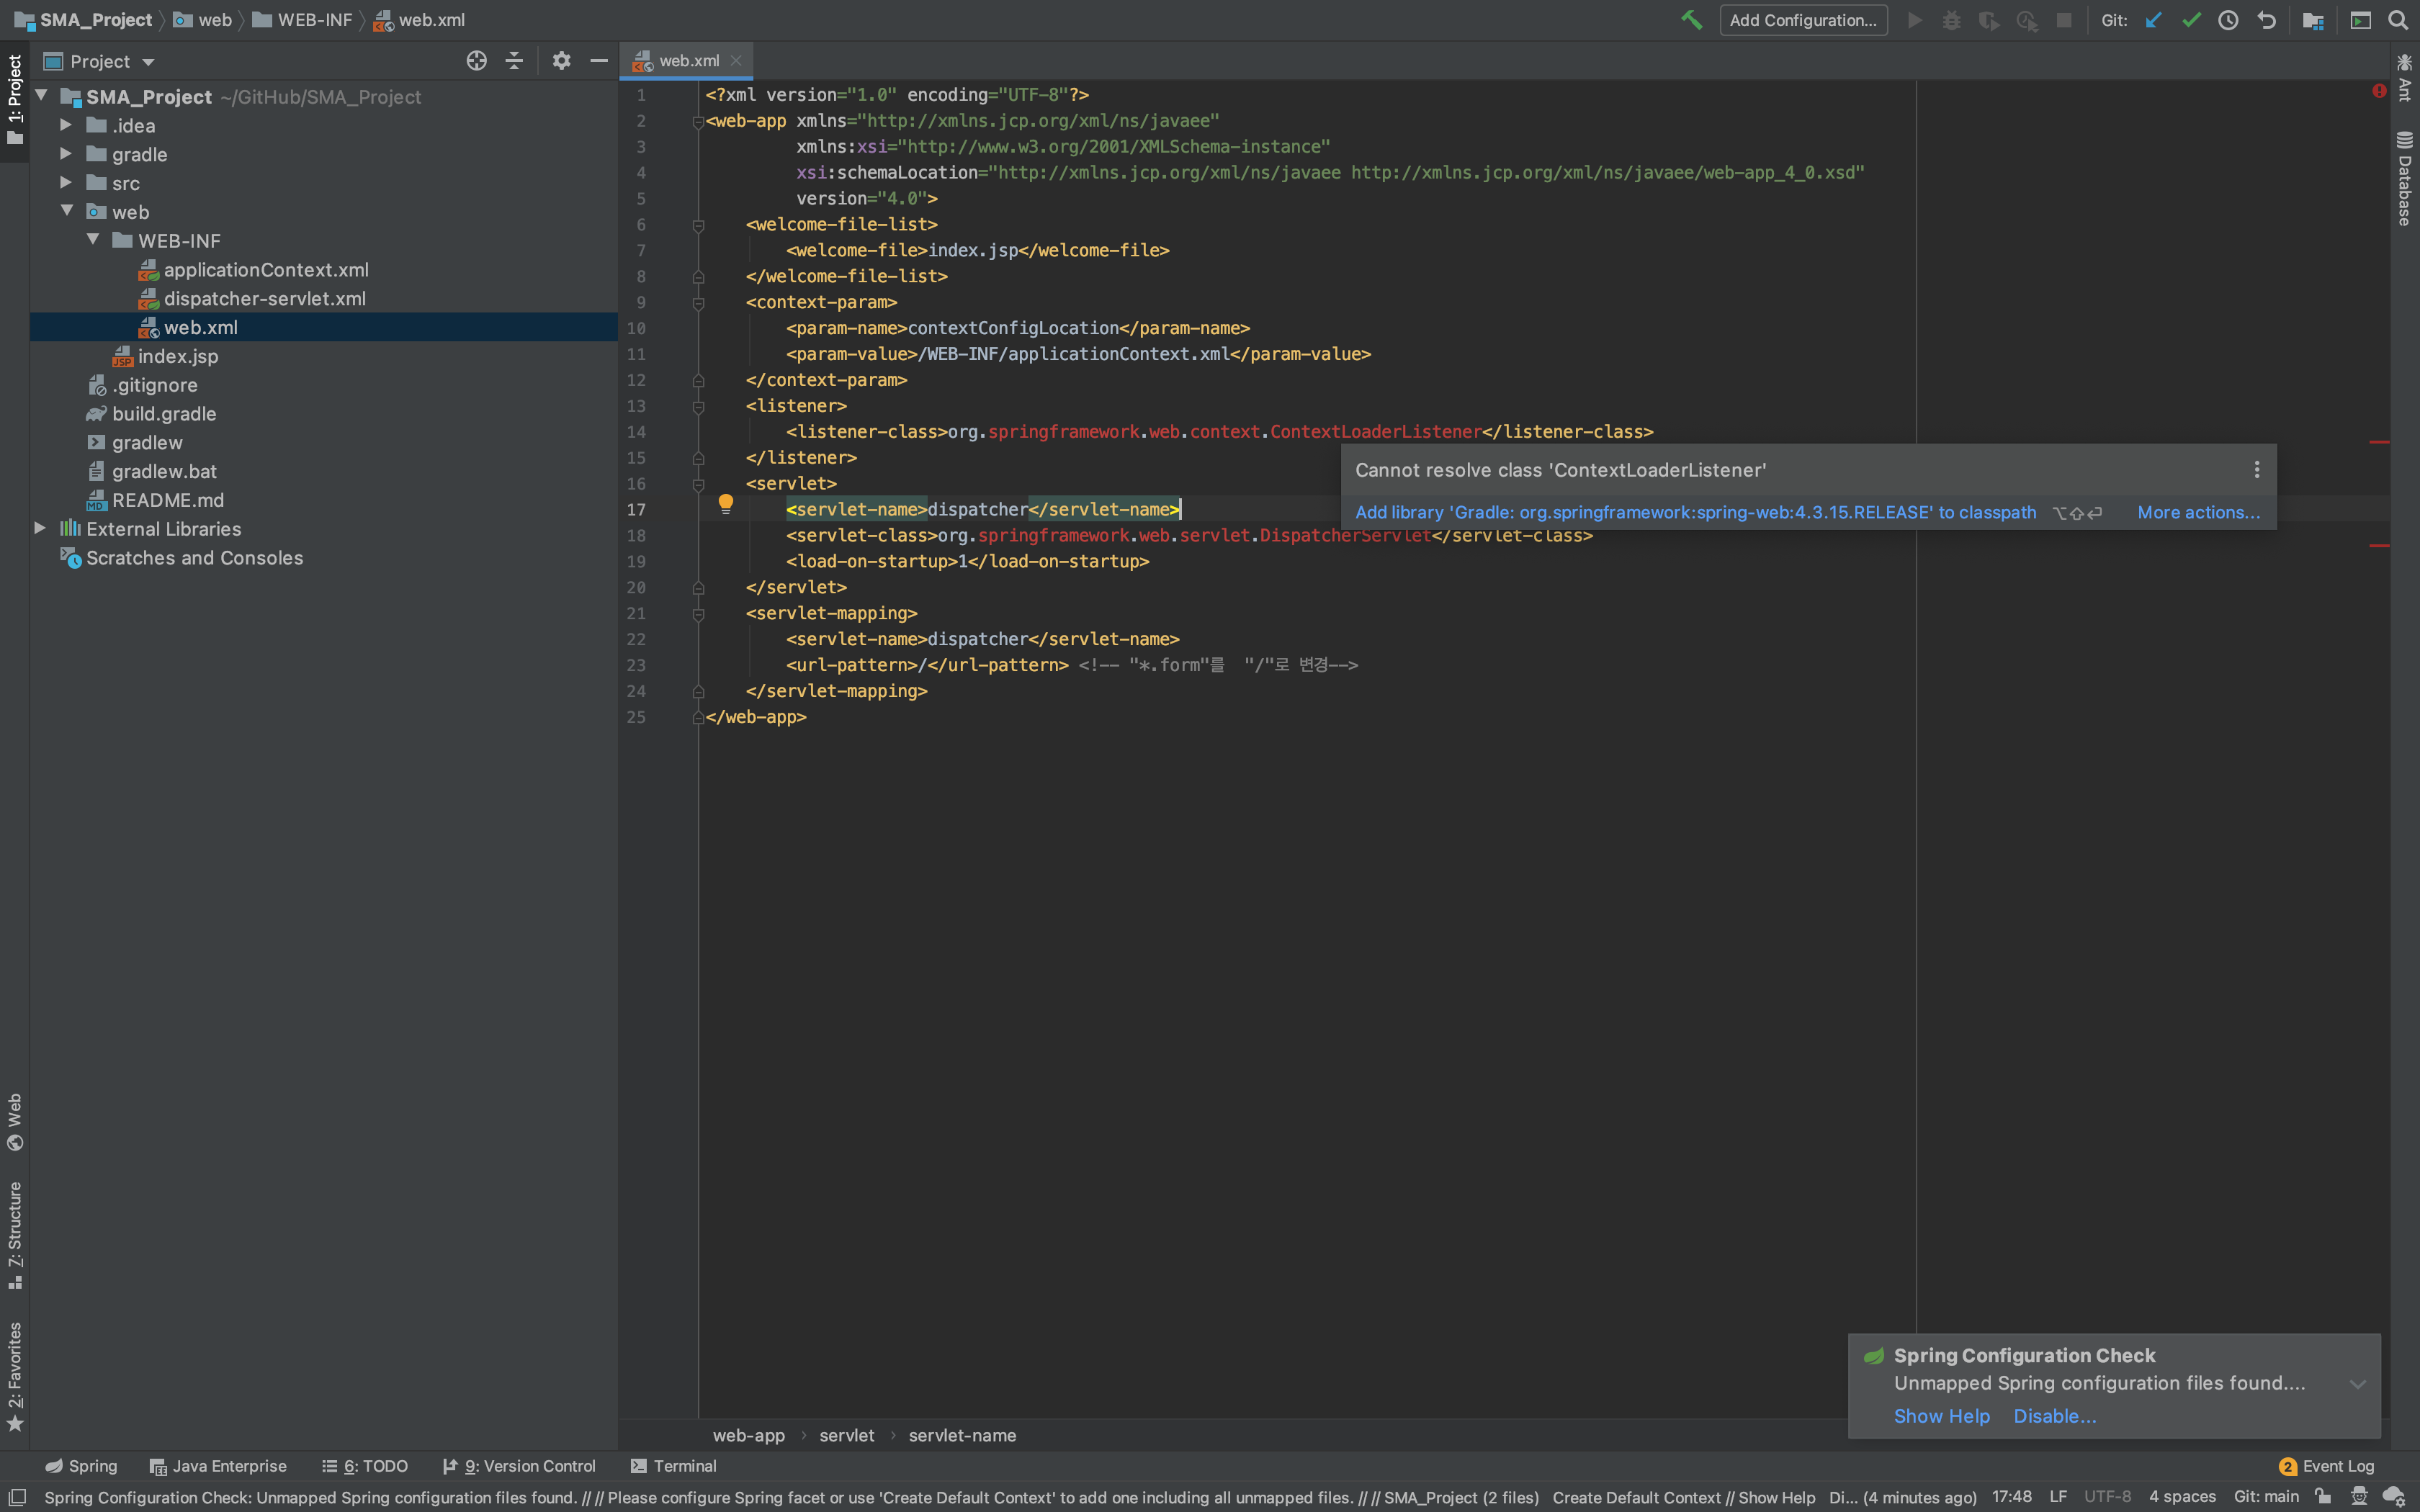 SMA_Project
web
WEB-INF
web.xml
Add Configuration...
Git:
Project
web.xml
SMA_Project ~/GitHub/SMA_Project
.idea
gradle
src
web
WEB-INF
applicationContext.xml
dispatcher-servlet.xml
web.xml
index.jsp
.gitignore
build.gradle
gradlew
gradlew.bat
README.md
External Libraries
Scratches and Consoles
1: Project
Web
7: Structure
2: Favorites
1 <?xml version="1.0" encoding="UTF-8"?>
2 <web-app xmlns="http://xmlns.jcp.org/xml/ns/javaee"
3 xmlns:xsi="http://www.w3.org/2001/XMLSchema-instance"
4 xsi:schemaLocation="http://xmlns.jcp.org/xml/ns/javaee http://xmlns.jcp.org/xml/ns/javaee/web-app_4_0.xsd"
5 version="4.0">
6 <welcome-file-list>
7 <welcome-file>index.jsp</welcome-file>
8 </welcome-file-list>
9 <context-param>
10 <param-name>contextConfigLocation</param-name>
11 <param-value>/WEB-INF/applicationContext.xml</param-value>
12 </context-param>
13 <listener>
14 <listener-class>org.springframework.web.context.ContextLoaderListener</listener-class>
15 </listener>
16 <servlet>
17 <servlet-name>dispatcher</servlet-name>
18 <servlet-class>org.springframework.web.servlet.DispatcherServlet</servlet-class>
19 <load-on-startup>1</load-on-startup>
20 </servlet>
21 <servlet-mapping>
22 <servlet-name>dispatcher</servlet-name>
23 <url-pattern>/</url-pattern> <!-- "*.form"를  "/"로 변경-->
24 </servlet-mapping>
25 </web-app>
Cannot resolve class 'ContextLoaderListener'
Add library 'Gradle: org.springframework:spring-web:4.3.15.RELEASE' to classpath ⌥⇧⏎ More actions...
Ant
Database
Spring Configuration Check
Unmapped Spring configuration files found....
Show Help Disable...
web-app › servlet › servlet-name
Spring
Java Enterprise
6: TODO
9: Version Control
Terminal
2 Event Log
Spring Configuration Check: Unmapped Spring configuration files found. // // Please configure Spring facet or use 'Create Default Context' to add one including all unmapped files. // // SMA_Project (2 files) Create Default Context // Show Help Di... (4 minutes ago) 17:48 LF UTF-8 4 spaces Git: main